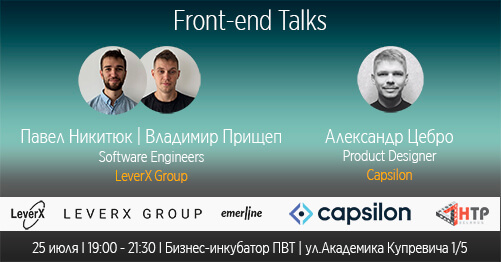 Front-end Talks
Павел Никитюк | Владимир Прищеп
Software Engineers
LeverX Group
Александр Цебро
Product Designer
Capsilon
LeverX
LEVERX GROUP
emerline
capsilon
HTP
25 июля I 19:00 - 21:30 I Бизнес-инкубатор ПВТ | ул.Академика Купревича 1/5